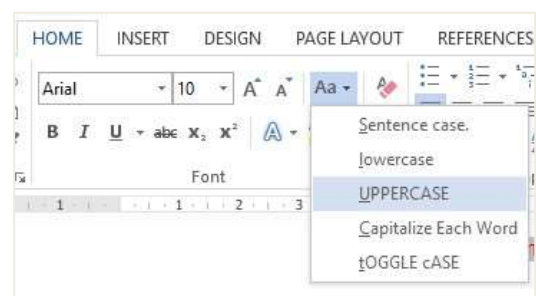 HOME INSERT DESIGN PAGE LAYOUT REFERENCES
Arial 10 A A Aa
B I U abc X₂ X² A
Font
1 1 2 3
Sentence case.
lowercase
UPPERCASE
Capitalize Each Word
tOGGLE cASE